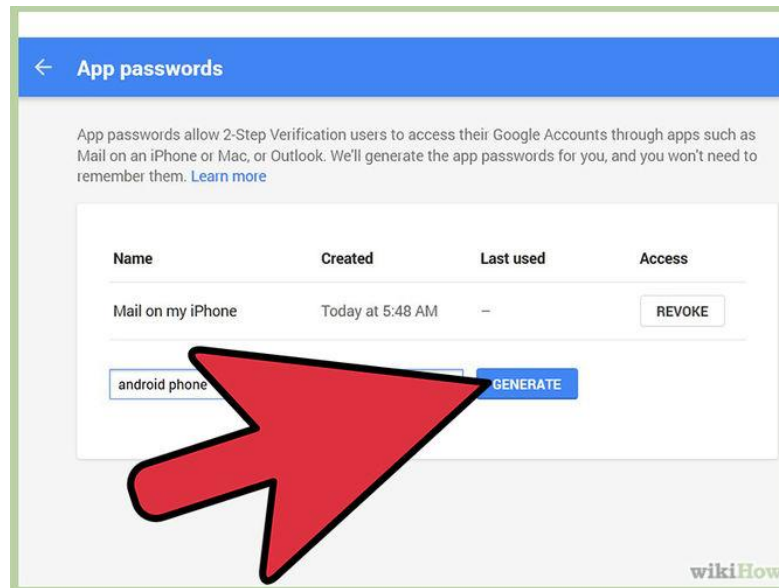 App passwords
App passwords allow 2-Step Verification users to access their Google Accounts through apps such as
Mail on an iPhone or Mac, or Outlook. We'll generate the app passwords for you, and you won't need to
remember them. Learn more
Name Created Last used Access
Mail on my iPhone Today at 5:48 AM – REVOKE
android phone GENERATE
wikiHow